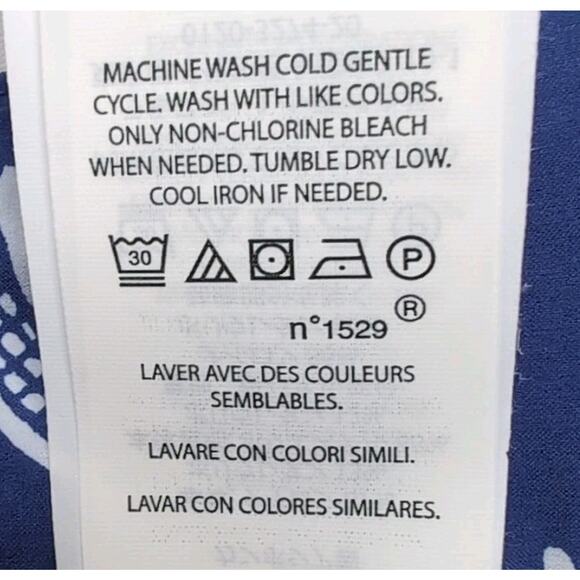 MACHINE WASH COLD GENTLE
CYCLE. WASH WITH LIKE COLORS.
ONLY NON-CHLORINE BLEACH
WHEN NEEDED. TUMBLE DRY LOW.
COOL IRON IF NEEDED.
30 P
n°1529 ®
LAVER AVEC DES COULEURS
SEMBLABLES.
LAVARE CON COLORI SIMILI.
LAVAR CON COLORES SIMILARES.